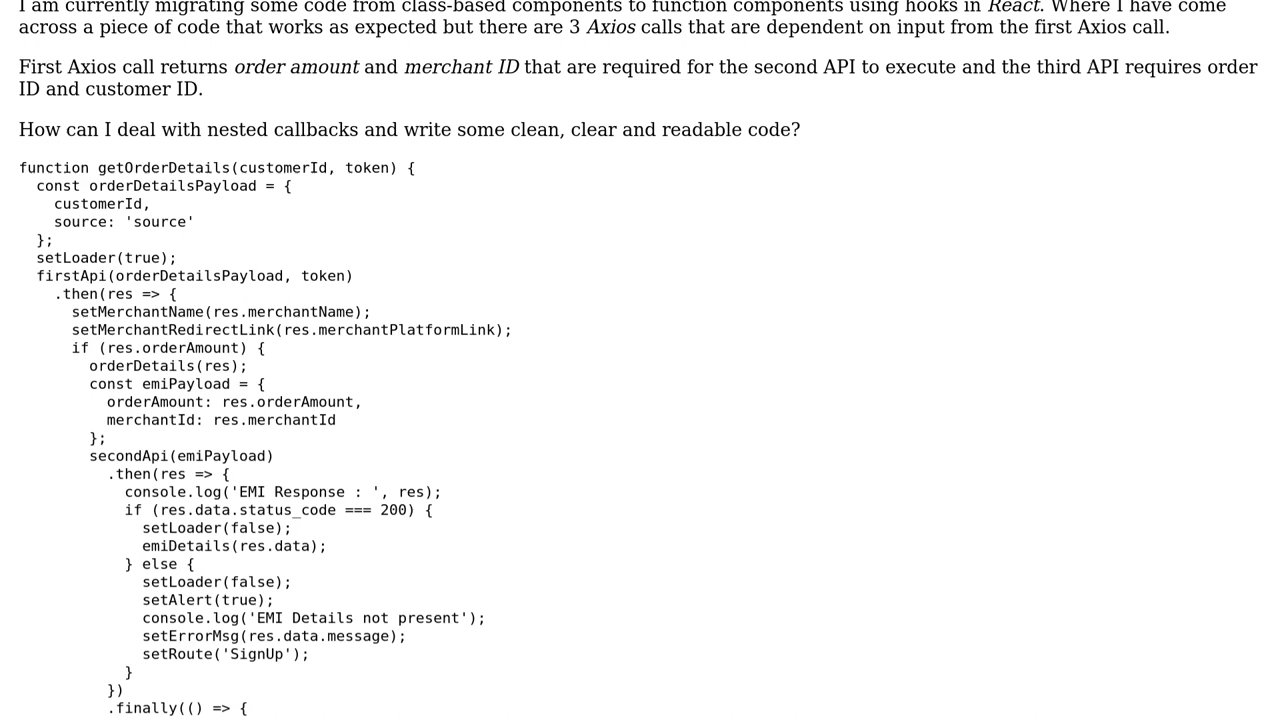 I am currently migrating some code from class-based components to function components using hooks in React. Where I have come
across a piece of code that works as expected but there are 3 Axios calls that are dependent on input from the first Axios call.
First Axios call returns order amount and merchant ID that are required for the second API to execute and the third API requires order
ID and customer ID.
How can I deal with nested callbacks and write some clean, clear and readable code?
function getOrderDetails(customerId, token) {
  const orderDetailsPayload = {
    customerId,
    source: 'source'
  };
  setLoader(true);
  firstApi(orderDetailsPayload, token)
    .then(res => {
      setMerchantName(res.merchantName);
      setMerchantRedirectLink(res.merchantPlatformLink);
      if (res.orderAmount) {
        orderDetails(res);
        const emiPayload = {
          orderAmount: res.orderAmount,
          merchantId: res.merchantId
        };
        secondApi(emiPayload)
          .then(res => {
            console.log('EMI Response : ', res);
            if (res.data.status_code === 200) {
              setLoader(false);
              emiDetails(res.data);
            } else {
              setLoader(false);
              setAlert(true);
              console.log('EMI Details not present');
              setErrorMsg(res.data.message);
              setRoute('SignUp');
            }
          })
          .finally(() => {